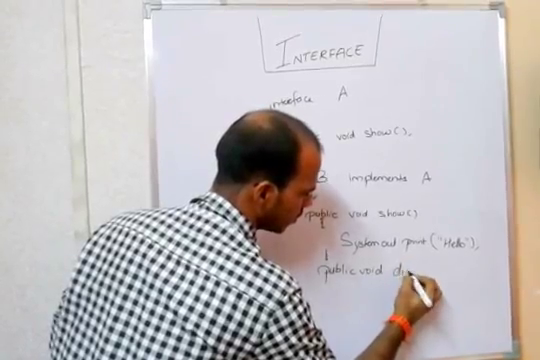 INTERFACE
interface A
void show();
B implements A
public void show()
System.out.print("Hello");
public void di